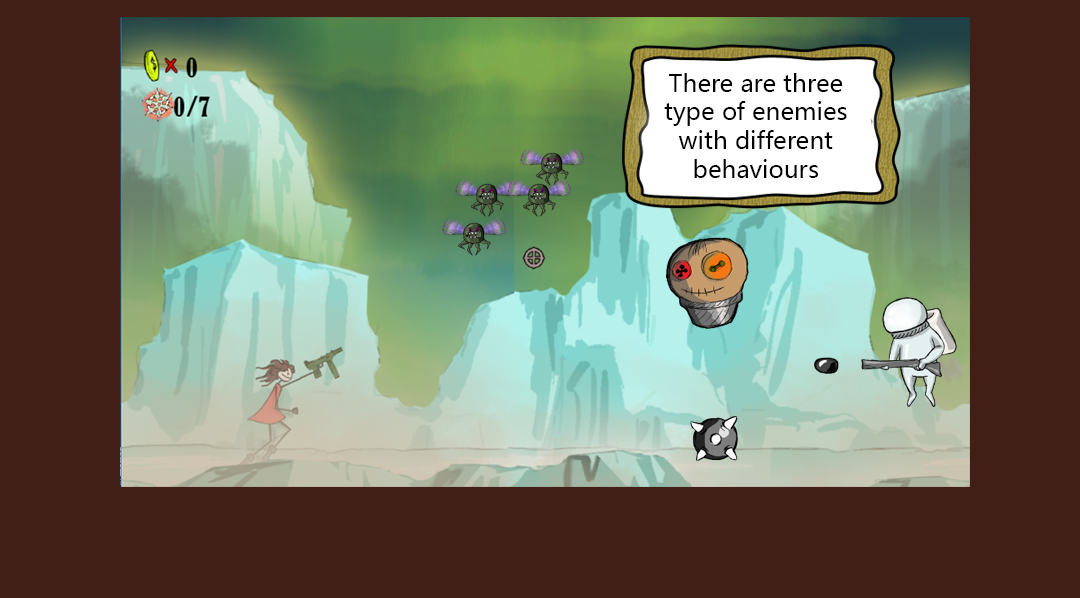 × 0
0/7
There are three
type of enemies
with different
behaviours